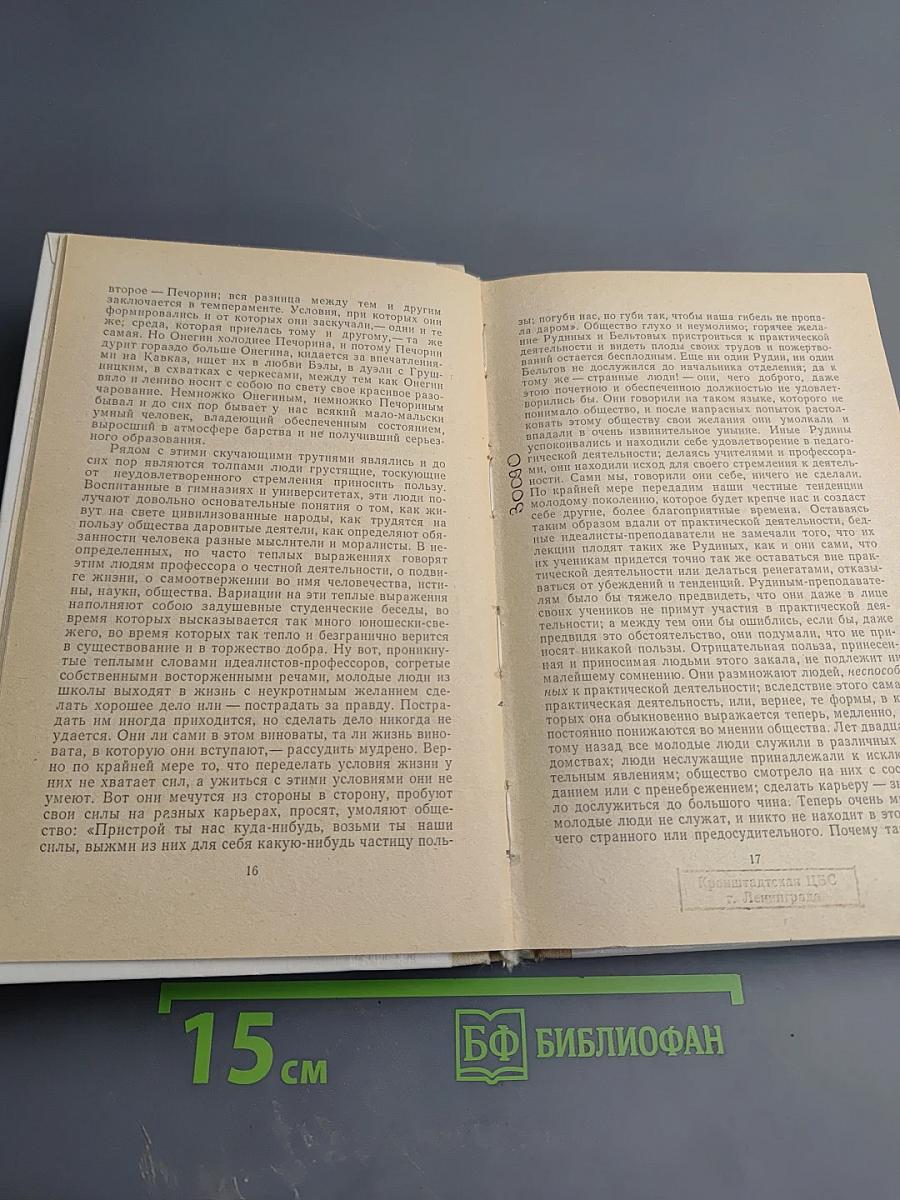 второе — Печорин; вся разница между тем и другим
заключается в темпераменте. Условия, при которых они
формировались и от которых они заскучали,— одни и те
же; среда, которая приелась тому и другому,— та же
самая. Но Онегин холоднее Печорина, и потому Печорин
дурит гораздо больше Онегина, кидается за впечатления-
ми на Кавказ, ищет их в любви Бэлы, в дуэли с Груш-
ницким, в схватках с черкесами, между тем как Онегин
вяло и лениво носит с собою по свету свое красивое разо-
чарование. Немножко Онегиным, немножко Печориным
бывал и до сих пор бывает у нас всякий мало-мальски
умный человек, владеющий обеспеченным состоянием,
выросший в атмосфере барства и не получивший серьез-
ного образования.
Рядом с этими скучающими трутнями являлись и до
сих пор являются толпами люди грустящие, тоскующие
от неудовлетворенного стремления приносить пользу.
Воспитанные в гимназиях и университетах, эти люди по-
лучают довольно основательные понятия о том, как жи-
вут на свете цивилизованные народы, как трудятся на
пользу общества даровитые деятели, как определяют обя-
занности человека разные мыслители и моралисты. В не-
определенных, но часто теплых выражениях говорят
этим людям профессора о честной деятельности, о подви-
ге жизни, о самоотвержении во имя человечества, исти-
ны, науки, общества. Вариации на эти теплые выражения
наполняют собою задушевные студенческие беседы, во
время которых высказывается так много юношески-све-
жего, во время которых так тепло и безгранично верится
в существование и в торжество добра. Ну вот, проникну-
тые теплыми словами идеалистов-профессоров, согретые
собственными восторженными речами, молодые люди из
школы выходят в жизнь с неукротимым желанием сде-
лать хорошее дело или — пострадать за правду. Постра-
дать им иногда приходится, но сделать дело никогда не
удается. Они ли сами в этом виноваты, та ли жизнь вино-
вата, в которую они вступают,— рассудить мудрено. Вер-
но по крайней мере то, что переделать условия жизни у
них не хватает сил, а ужиться с этими условиями они не
умеют. Вот они мечутся из стороны в сторону, пробуют
свои силы на разных карьерах, просят, умоляют обще-
ство: «Пристрой ты нас куда-нибудь, возьми ты наши
силы, выжми из них для себя какую-нибудь частицу поль-
16
зы; погуби нас, но губи так, чтобы наша гибель не пропа-
ла даром». Общество глухо и неумолимо; горячее жела-
ние Рудиных и Бельтовых пристроиться к практической
деятельности и видеть плоды своих трудов и пожертво-
ваний остается бесплодным. Еще ни один Рудин, ни один
Бельтов не дослужился до начальника отделения; да к
тому же — странные люди! — они, чего доброго, даже
этою почетною и обеспеченною должностью не удовлет-
ворились бы. Они говорили на таком языке, которого не
понимало общество, и после напрасных попыток растол-
ковать этому обществу свои желания они умолкали и
впадали в очень извинительное уныние. Иные Рудины
успокоивались и находили себе удовлетворение в педаго-
гической деятельности; делаясь учителями и профессора-
ми, они находили исход для своего стремления к деятель-
ности. Сами мы, говорили они себе, ничего не сделали.
По крайней мере передадим наши честные тенденции
молодому поколению, которое будет крепче нас и создаст
себе другие, более благоприятные времена. Оставаясь
таким образом вдали от практической деятельности, бед-
ные идеалисты-преподаватели не замечали того, что их
лекции плодят таких же Рудиных, как и они сами, что
их ученикам придется точно так же оставаться вне прак-
тической деятельности или делаться ренегатами, отказы-
ваться от убеждений и тенденций. Рудиным-преподавате-
лям было бы тяжело предвидеть, что они даже в лице
своих учеников не примут участия в практической дея-
тельности; а между тем они бы ошиблись, если бы, даже
предвидя это обстоятельство, они подумали, что не при-
носят никакой пользы. Отрицательная польза, принесен-
ная и приносимая людьми этого закала, не подлежит ни
малейшему сомнению. Они размножают людей, неспособ
ных к практической деятельности; вследствие этого сама
практическая деятельность, или, вернее, те формы, в к
торых она обыкновенно выражается теперь, медленно,
постоянно понижаются во мнении общества. Лет двадца
тому назад все молодые люди служили в различных
домствах; люди неслужащие принадлежали к исклю
тельным явлениям; общество смотрело на них с сос
данием или с пренебрежением; сделать карьеру — зн
ло дослужиться до большого чина. Теперь очень м
молодые люди не служат, и никто не находит в это
чего странного или предосудительного. Почему та
17
30090
Кронштадтская ЦБС
г. Ленинграда
15 см
БФ БИБЛИОФАН